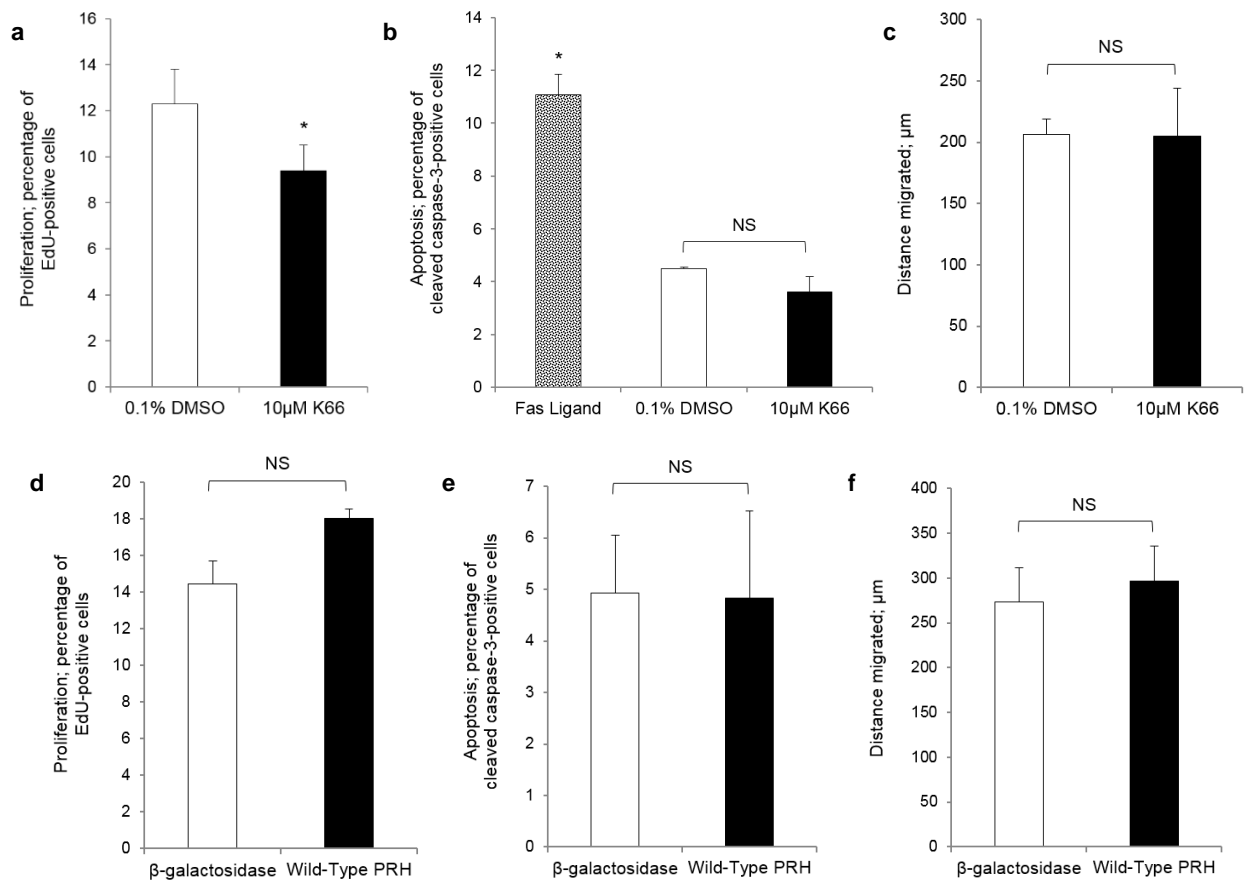 a
Proliferation; percentage of
EdU-positive cells
16
14
12
10
8
6
4
2
0
*
0.1% DMSO
10µM K66
b
Apoptosis; percentage of
cleaved caspase-3-positive cells
14
12
10
8
6
4
2
0
*
NS
Fas Ligand
0.1% DMSO
10µM K66
c
Distance migrated; µm
300
250
200
150
100
50
0
NS
0.1% DMSO
10µM K66
d
Proliferation; percentage of
EdU-positive cells
20
18
16
14
12
10
8
6
4
2
0
NS
β-galactosidase
Wild-Type PRH
e
Apoptosis; percentage of
cleaved caspase-3-positive cells
7
6
5
4
3
2
1
0
NS
β-galactosidase
Wild-Type PRH
f
Distance migrated; µm
400
350
300
250
200
150
100
50
0
NS
β-galactosidase
Wild-Type PRH